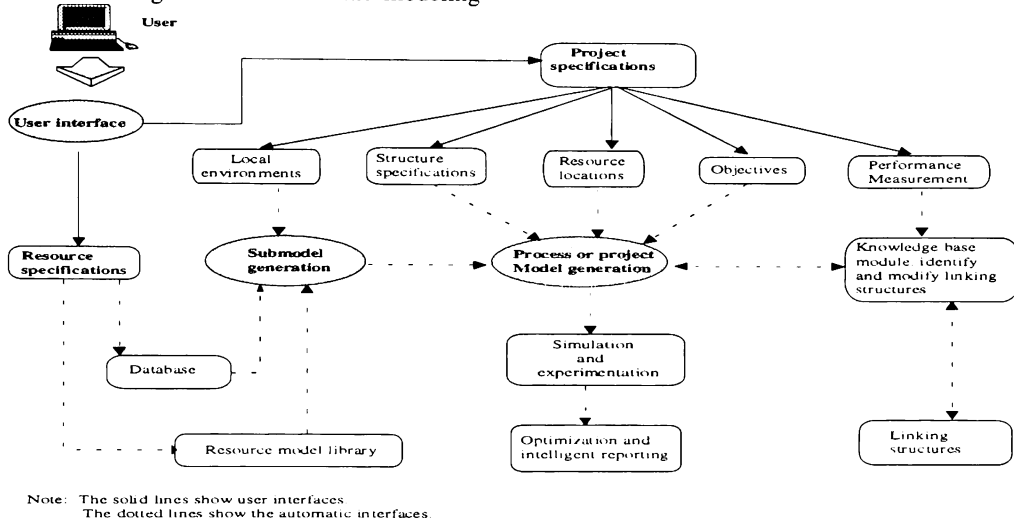 modeling
User
Project
specifications
User interface
Local
environments
Structure
specifications
Resource
locations
Objectives
Performance
Measurement
Resource
specifications
Submodel
generation
Process or project
Model generation
Knowledge base
module, identify
and modify linking
structures
Database
Simulation
and
experimentation
Resource model library
Optimization and
intelligent reporting
Linking
structures
Note: The solid lines show user interfaces.
The dotted lines show the automatic interfaces.